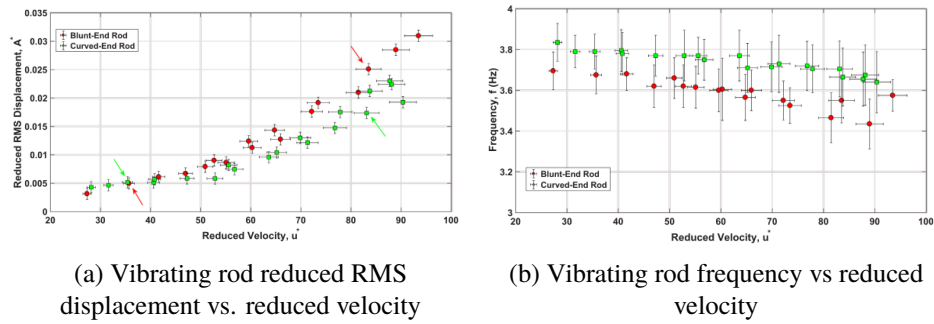 Reduced RMS Displacement, A*
0.035
0.03
0.025
0.02
0.015
0.01
0.005
0
Blunt-End Rod
Curved-End Rod
20 30 40 50 60 70 80 90 100
Reduced Velocity, u*
(a) Vibrating rod reduced RMS
displacement vs. reduced velocity
Frequency, f (Hz)
4
3.8
3.6
3.4
3.2
3
Blunt-End Rod
Curved-End Rod
20 30 40 50 60 70 80 90 100
Reduced Velocity, u*
(b) Vibrating rod frequency vs reduced
velocity